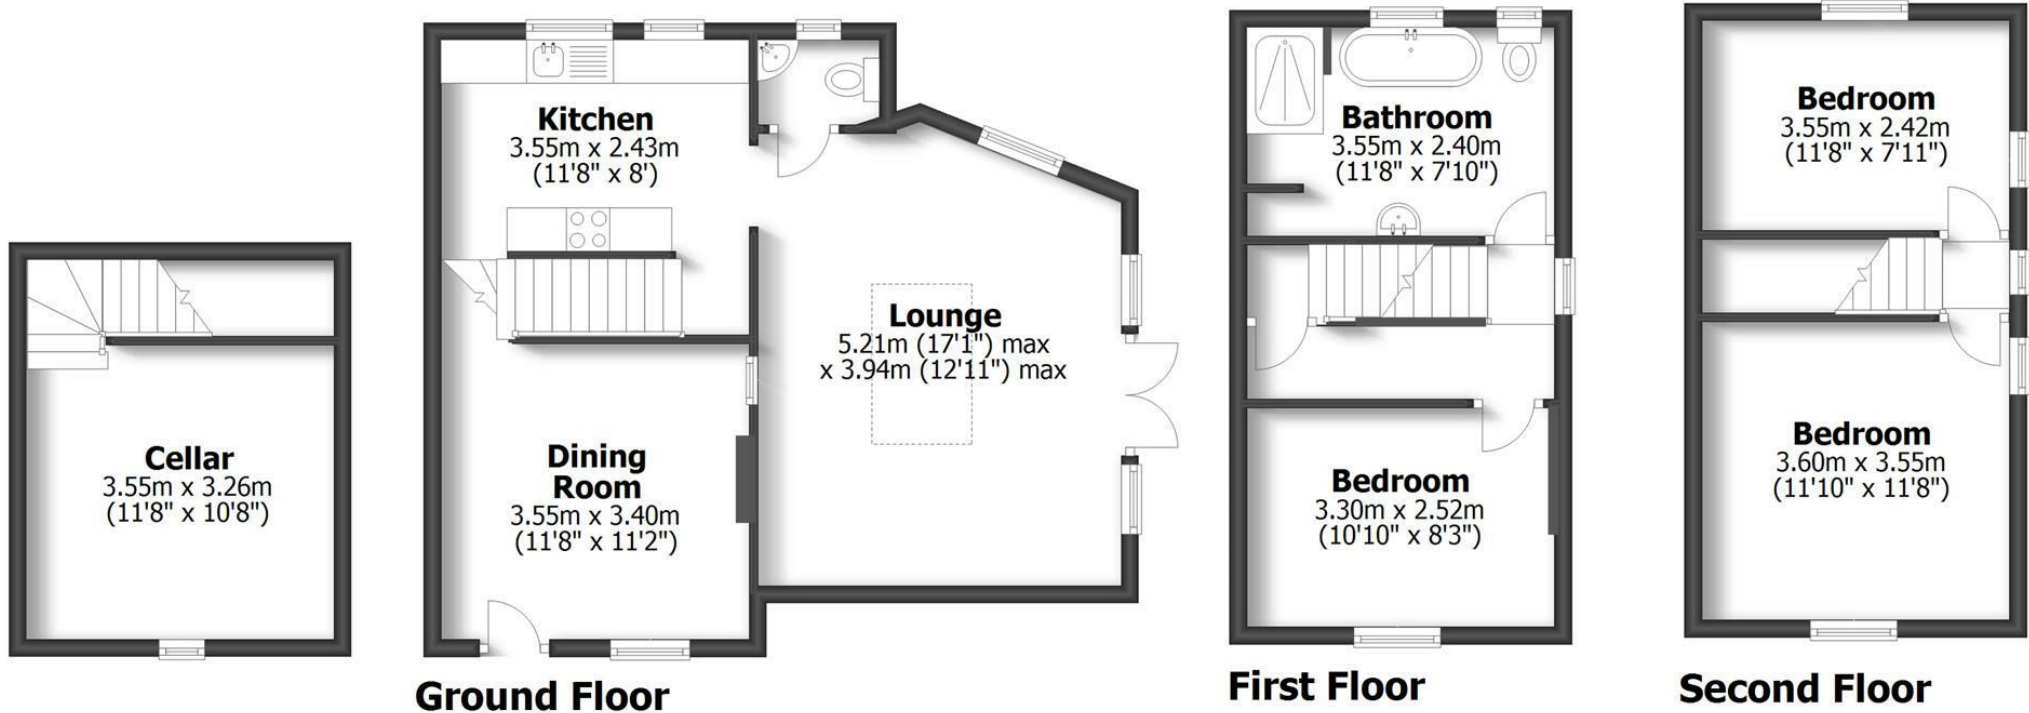 Cellar
3.55m x 3.26m
(11'8" x 10'8")
Kitchen
3.55m x 2.43m
(11'8" x 8')
Dining
Room
3.55m x 3.40m
(11'8" x 11'2")
Lounge
5.21m (17'1") max
x 3.94m (12'11") max
Ground Floor
Bathroom
3.55m x 2.40m
(11'8" x 7'10")
Bedroom
3.30m x 2.52m
(10'10" x 8'3")
First Floor
Bedroom
3.55m x 2.42m
(11'8" x 7'11")
Bedroom
3.60m x 3.55m
(11'10" x 11'8")
Second Floor